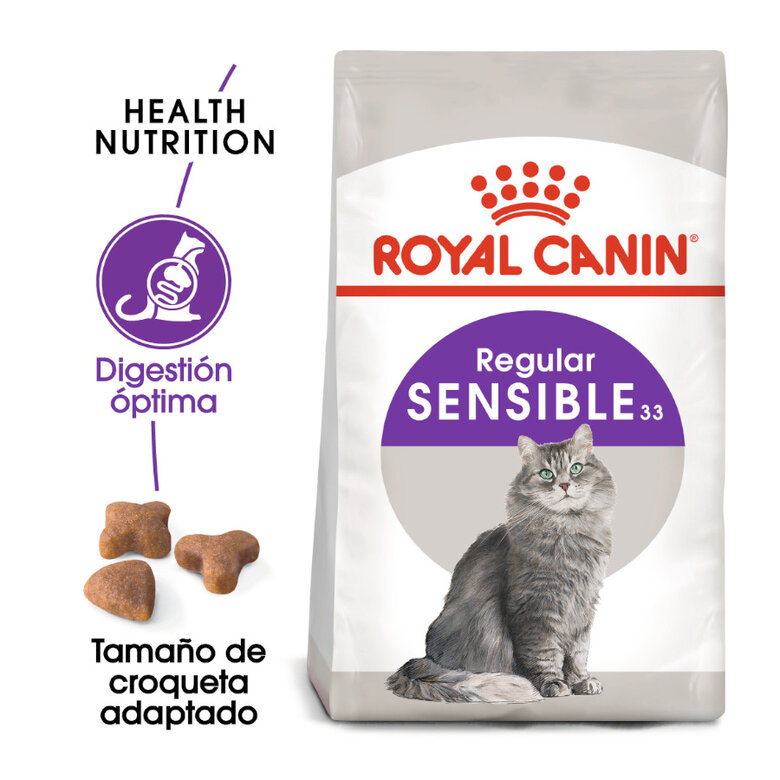 HEALTH
NUTRITION
Digestión
óptima
Tamaño de
croqueta
adaptado
ROYAL CANIN®
Regular
SENSIBLE 33